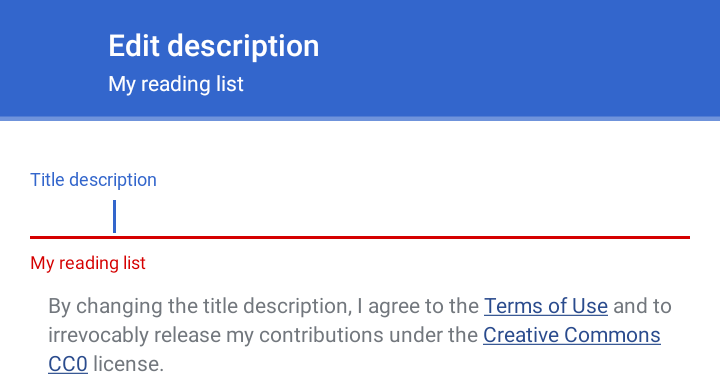 Edit description
My reading list
Title description
My reading list
By changing the title description, I agree to the Terms of Use and to
irrevocably release my contributions under the Creative Commons
CC0 license.